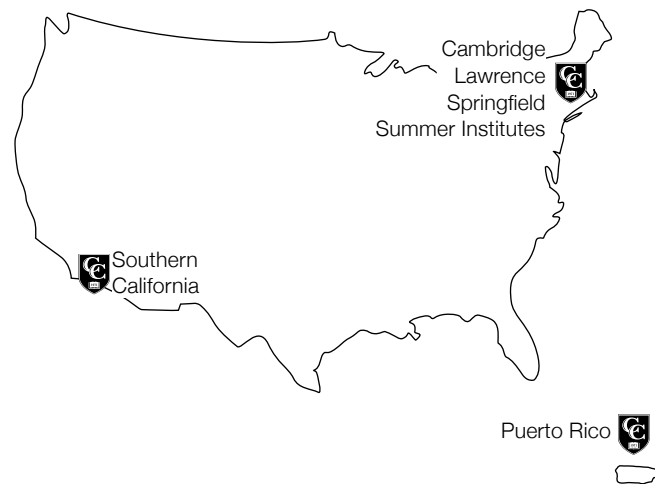 Cambridge
Lawrence
Springfield
Summer Institutes
Southern
California
Puerto Rico